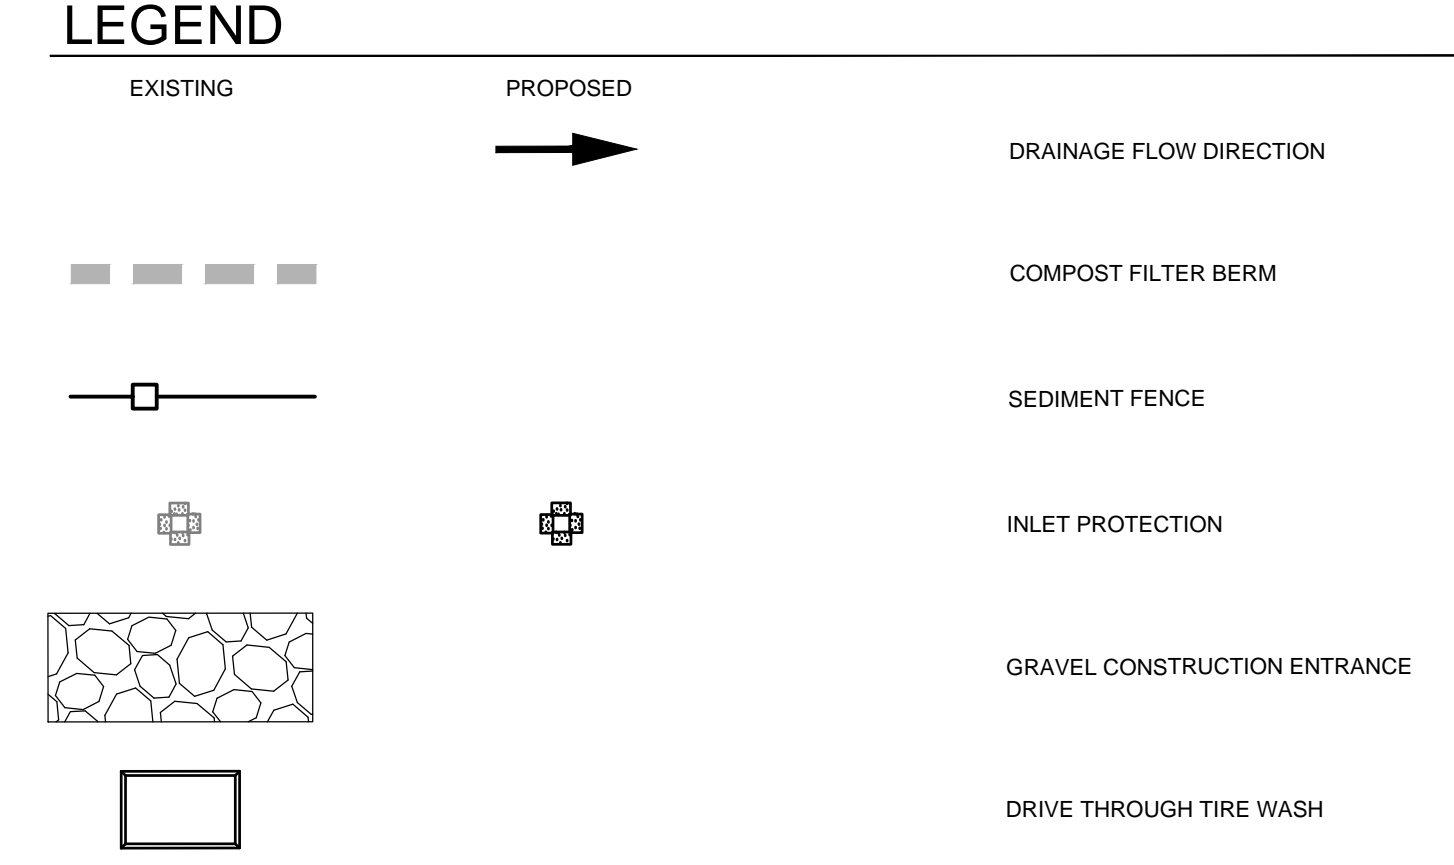 LEGEND
EXISTING PROPOSED
DRAINAGE FLOW DIRECTION
COMPOST FILTER BERM
SEDIMENT FENCE
INLET PROTECTION
GRAVEL CONSTRUCTION ENTRANCE
DRIVE THROUGH TIRE WASH